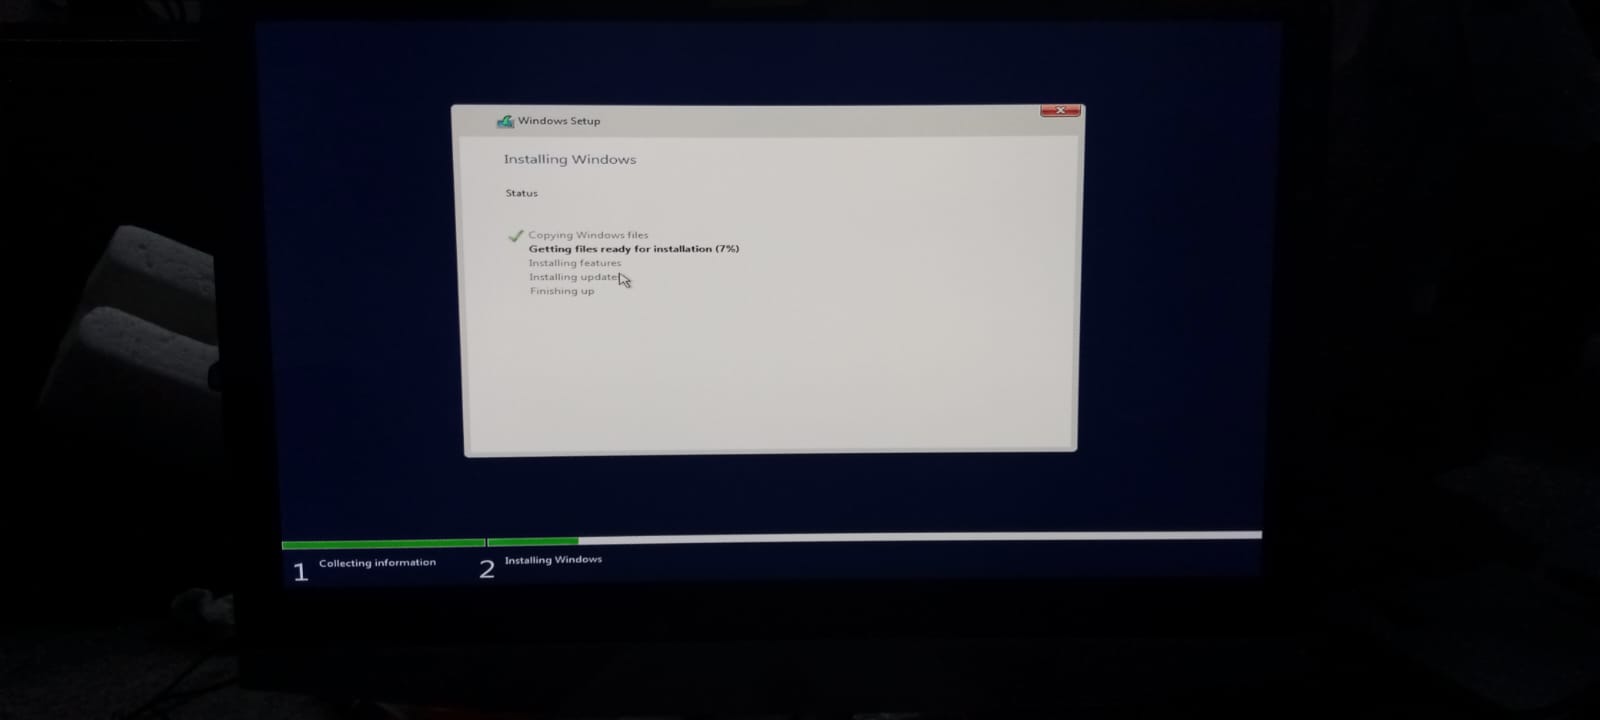 Windows Setup
Installing Windows
Status
Copying Windows files
Getting files ready for installation (7%)
Installing features
Installing update
Finishing up
1 Collecting information
2 Installing Windows